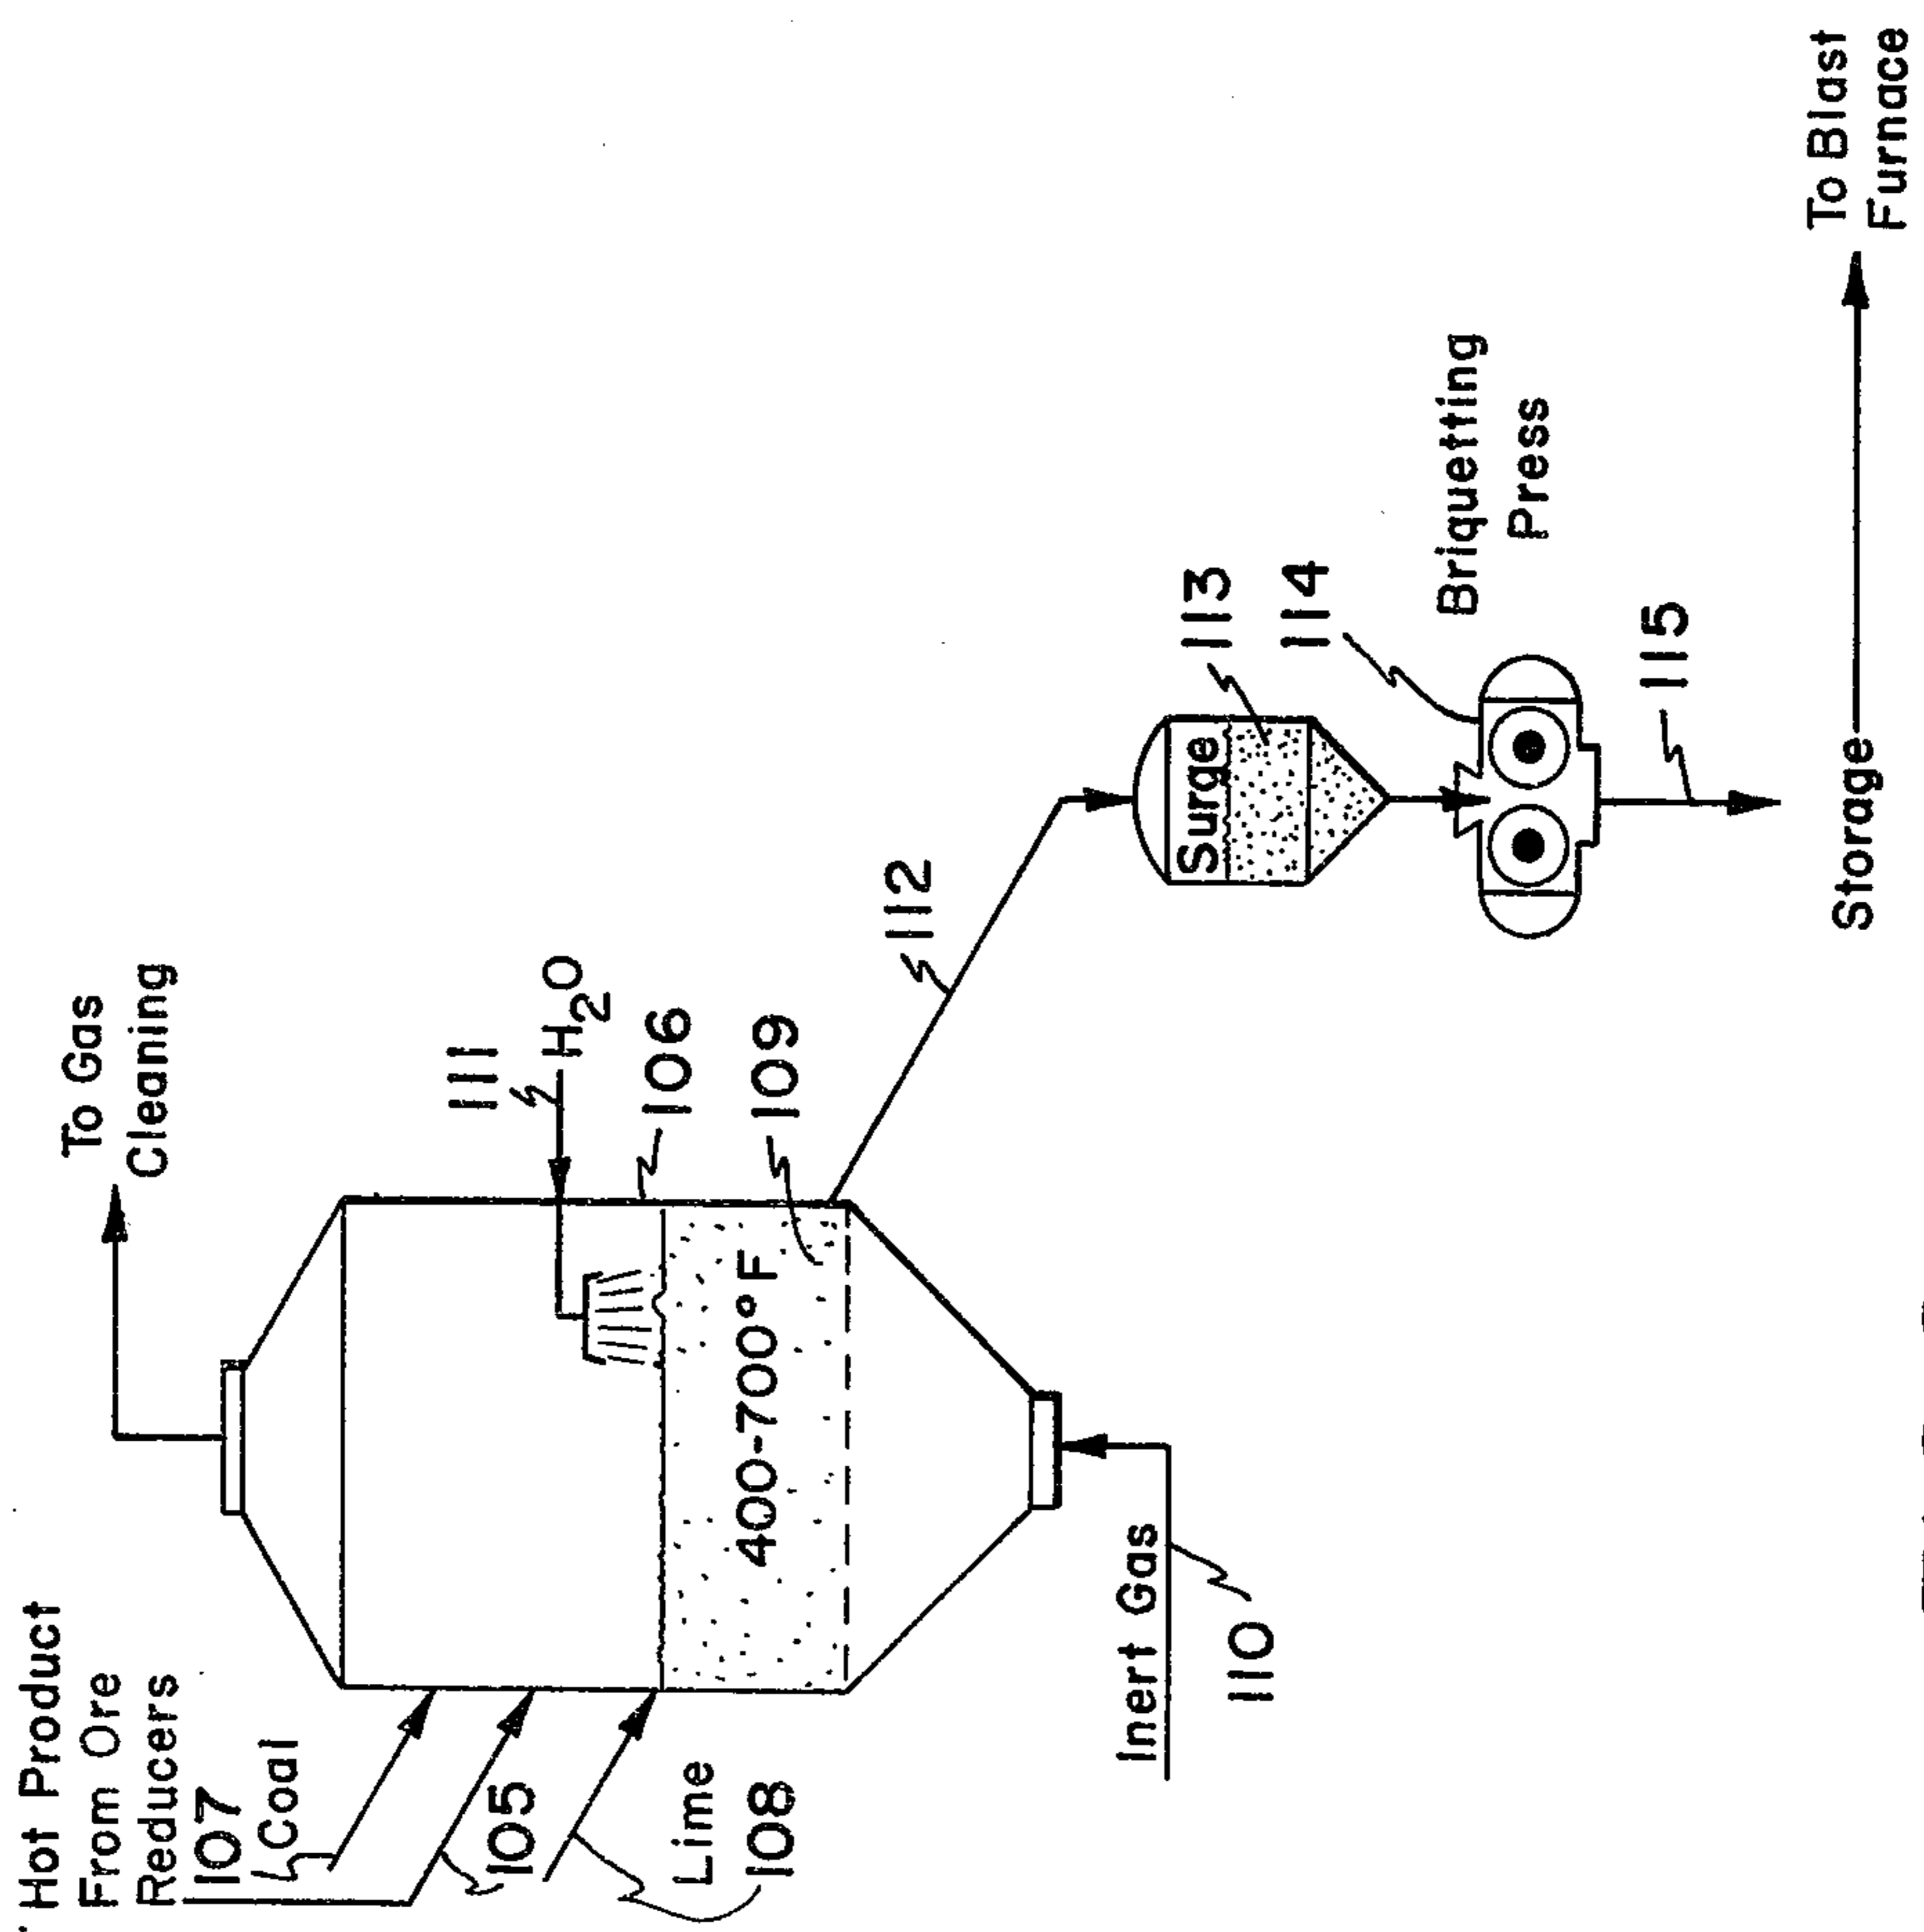 Hot Product
From Ore
Reducers
107
Coal
105
Lime
108
To Gas
Cleaning
111
H2O
106
109
400-700°F
Inert Gas
110
112
Surge
113
114
Briquetting
Press
115
Storage
To Blast
Furnace